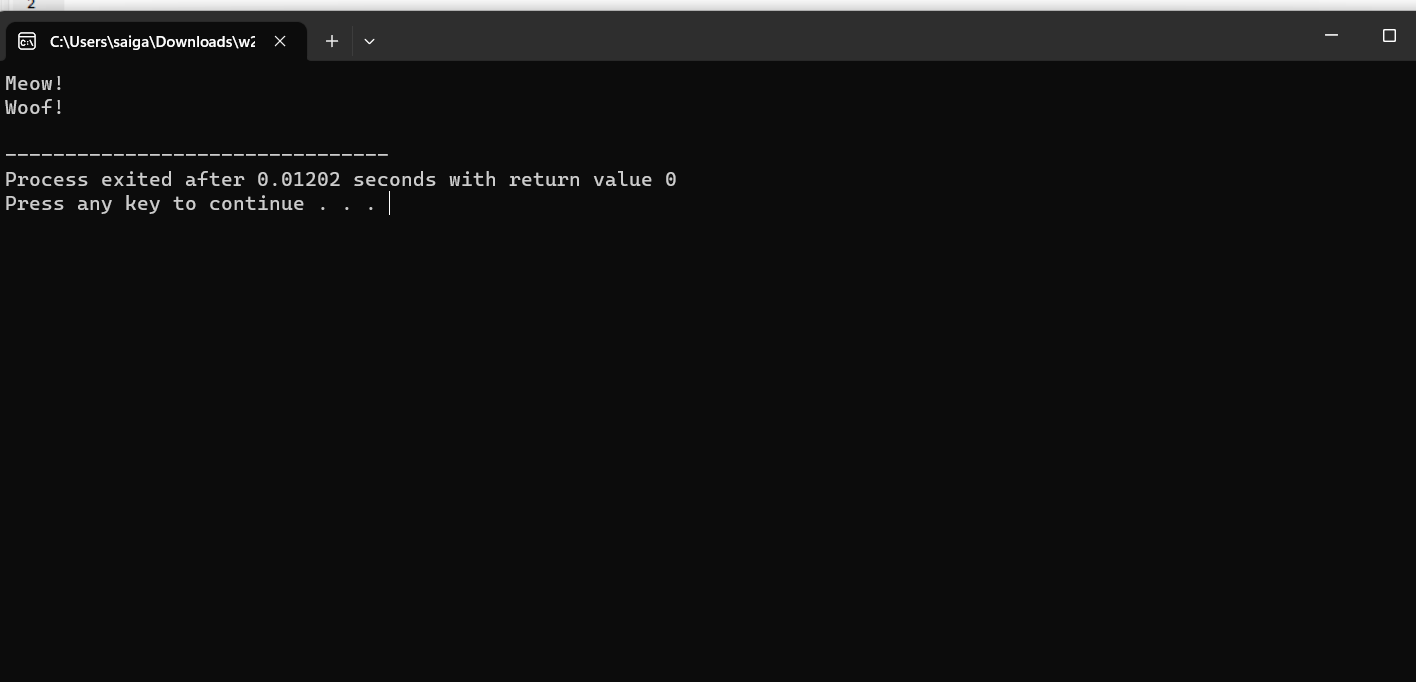 2
C:\Users\saiga\Downloads\w2
Meow!
Woof!
--------------------------------
Process exited after 0.01202 seconds with return value 0
Press any key to continue . . .